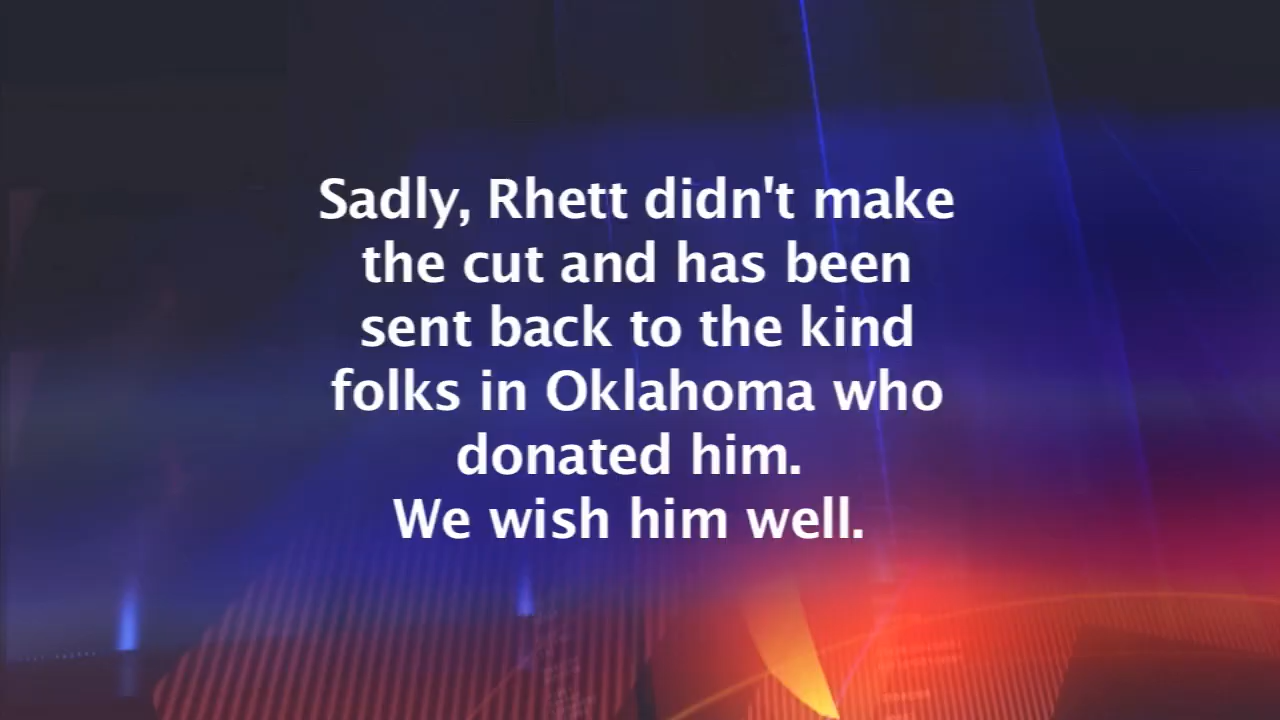 Sadly, Rhett didn't make
the cut and has been
sent back to the kind
folks in Oklahoma who
donated him.
We wish him well.